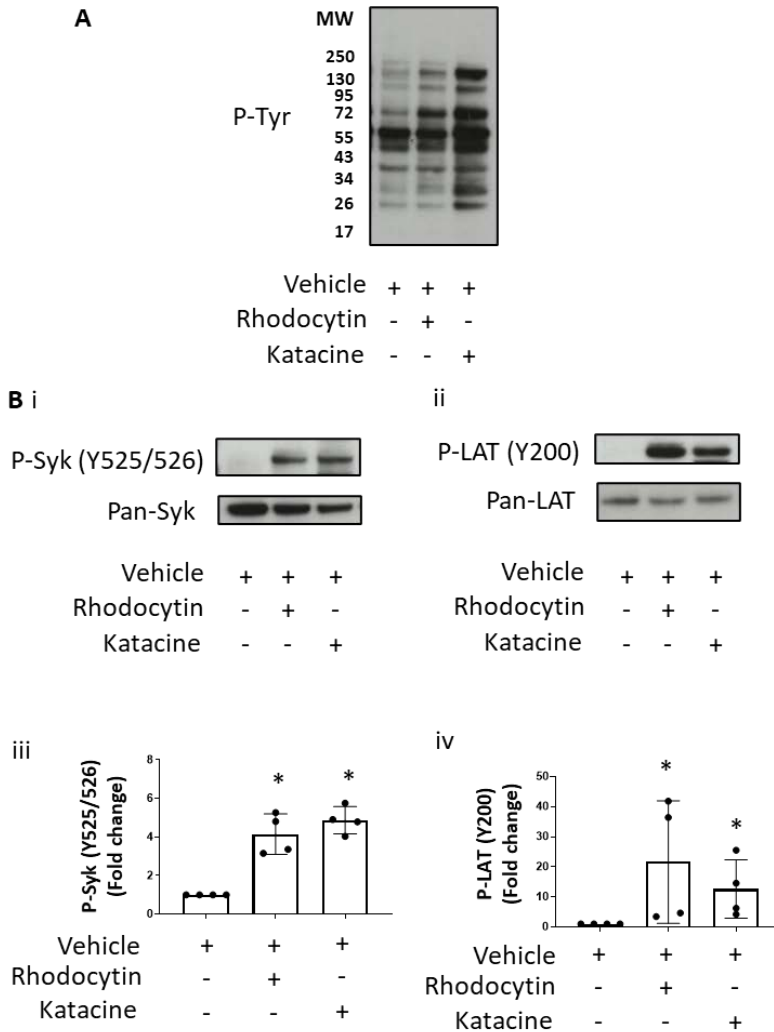 A
MW
250
130
95
72
55
43
34
26
17
P-Tyr
Vehicle + + +
Rhodocytin - + -
Katacine - - +
B i
P-Syk (Y525/526)
Pan-Syk
Vehicle + + +
Rhodocytin - + -
Katacine - - +
ii
P-LAT (Y200)
Pan-LAT
Vehicle + + +
Rhodocytin - + -
Katacine - - +
iii
P-Syk (Y525/526)
(Fold change)
8
6
4
2
0
* *
Vehicle + + +
Rhodocytin - + -
Katacine - - +
iv
P-LAT (Y200)
(Fold change)
50
40
30
20
10
0
* *
Vehicle + + +
Rhodocytin - + -
Katacine - - +